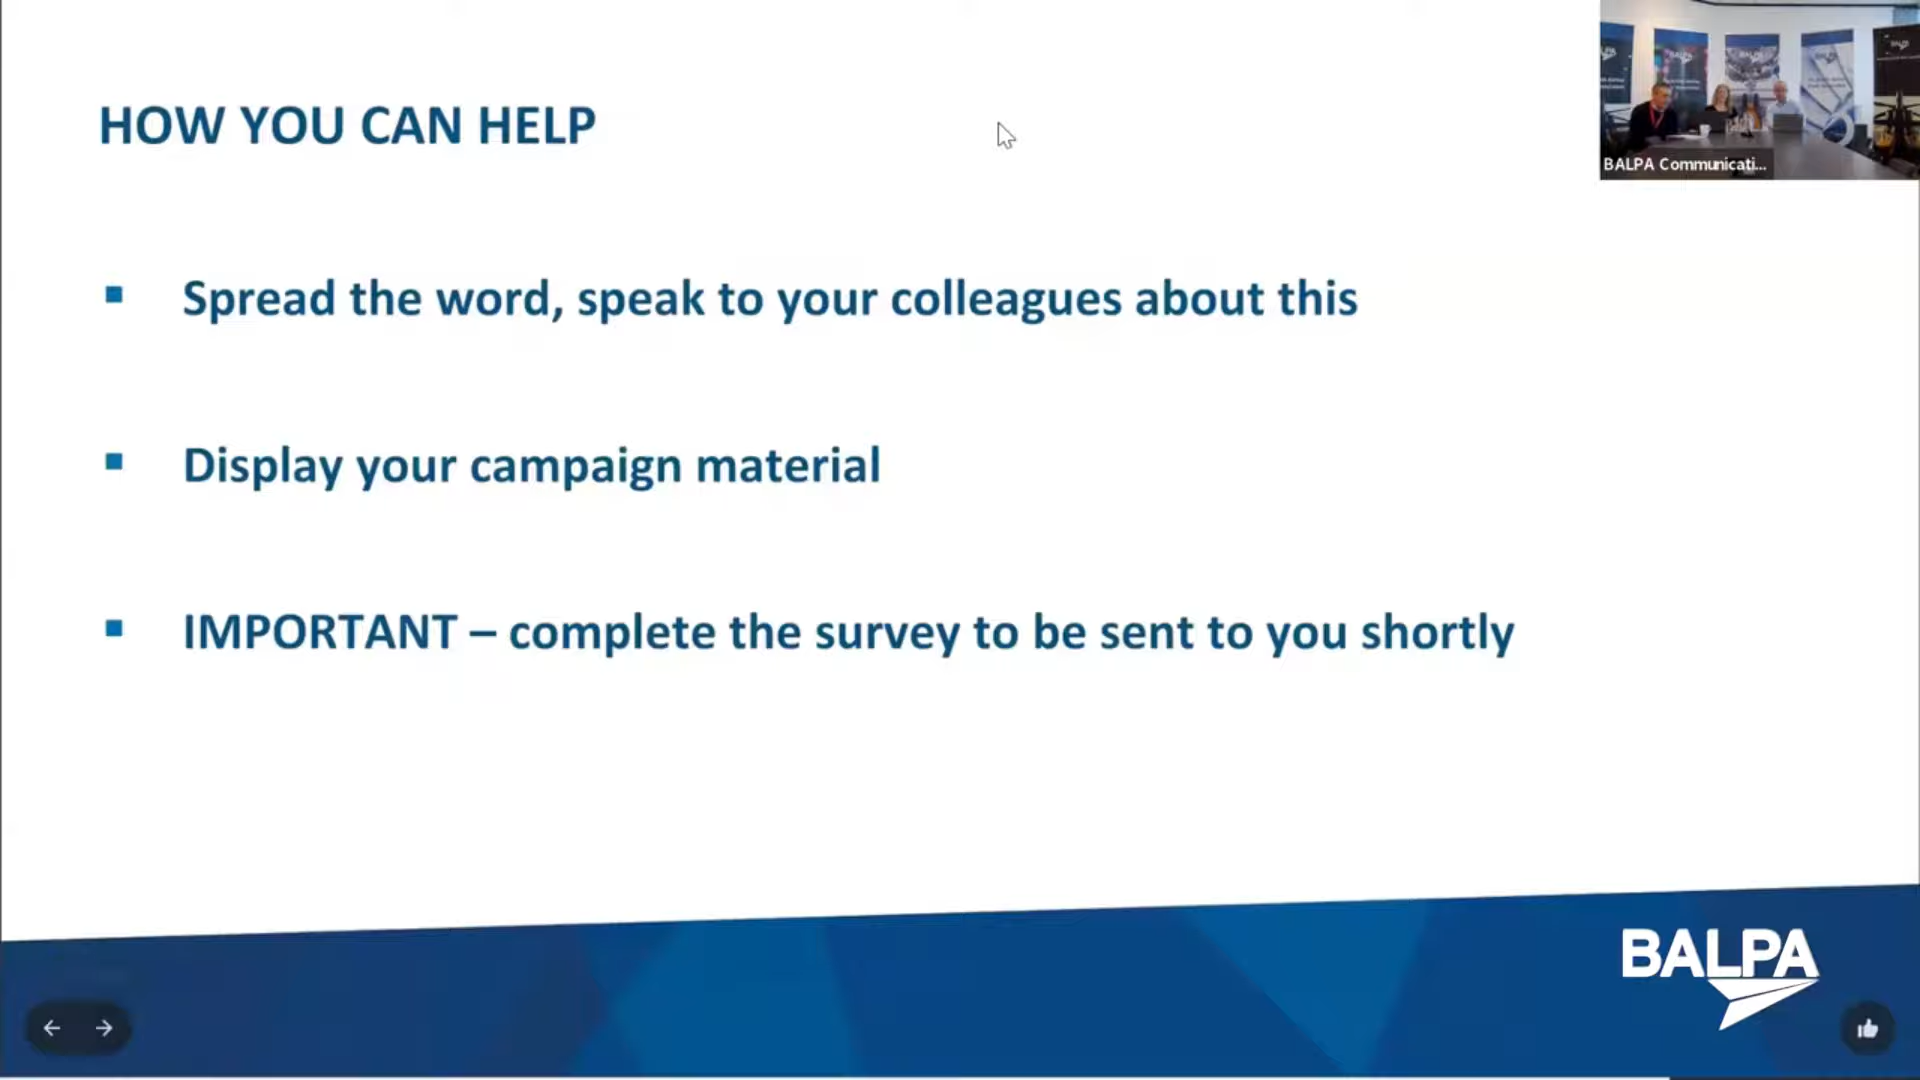 HOW YOU CAN HELP
BALPA Communicati...
Spread the word, speak to your colleagues about this
Display your campaign material
IMPORTANT – complete the survey to be sent to you shortly
BALPA